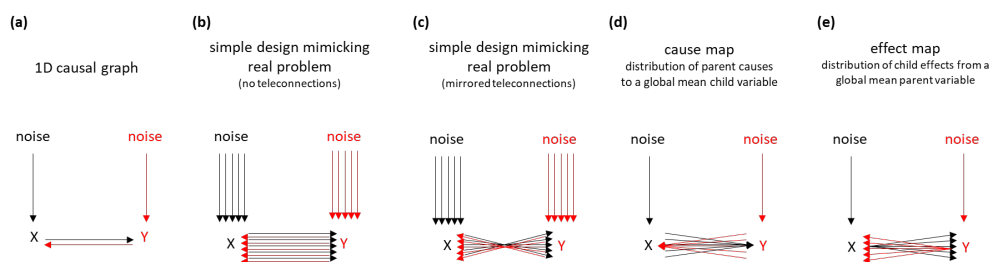 (a)
1D causal graph
noise
noise
X
Y
(b)
simple design mimicking
real problem
(no teleconnections)
noise
noise
X
Y
(c)
simple design mimicking
real problem
(mirrored teleconnections)
noise
noise
X
Y
(d)
cause map
distribution of parent causes
to a global mean child variable
noise
noise
X
Y
(e)
effect map
distribution of child effects from a
global mean parent variable
noise
noise
X
Y